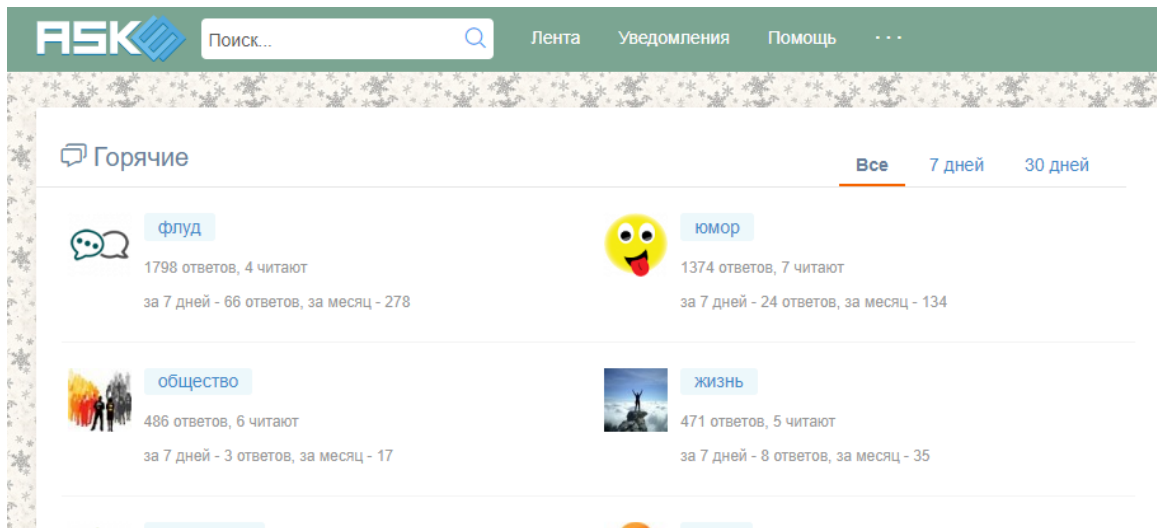 ASK
Поиск...
Лента Уведомления Помощь ...
Горячие
Все 7 дней 30 дней
флуд
1798 ответов, 4 читают
за 7 дней - 66 ответов, за месяц - 278
юмор
1374 ответов, 7 читают
за 7 дней - 24 ответов, за месяц - 134
общество
486 ответов, 6 читают
за 7 дней - 3 ответов, за месяц - 17
жизнь
471 ответов, 5 читают
за 7 дней - 8 ответов, за месяц - 35